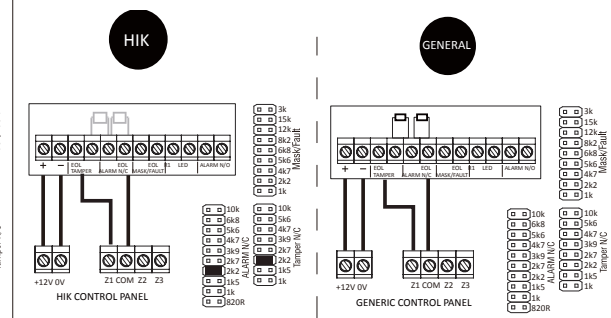 HIK
3k
15k
12k
8k2
6k8
5k6
4k7
2k2
1k
Mask/Fault
+ − EOL EOL EOL R1 LED ALARM N/O
TAMPER ALARM N/C MASK/FAULT
10k
6k8
5k6
4k7
3k9
2k7
2k2
1k5
1k
820R
ALARM N/C
10k
5k6
4k7
3k9
2k7
2k2
1k5
1k
Tamper N/C
+12V 0V Z1 COM Z2 Z3
HIK CONTROL PANEL
GENERAL
3k
15k
12k
8k2
6k8
5k6
4k7
2k2
1k
Mask/Fault
+ − EOL EOL EOL R1 LED ALARM N/O
TAMPER ALARM N/C MASK/FAULT
10k
6k8
5k6
4k7
3k9
2k7
2k2
1k5
1k
820R
ALARM N/C
10k
5k6
4k7
3k9
2k7
2k2
1k5
1k
Tamper N/C
+12V 0V Z1 COM Z2 Z3
GENERIC CONTROL PANEL